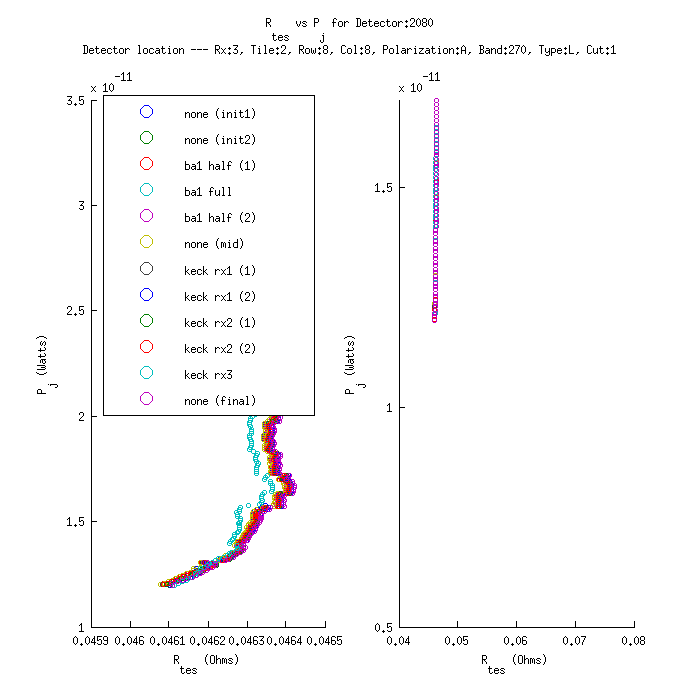 R    vs P  for Detector:2080
tes    j
Detector location --- Rx:3, Tile:2, Row:8, Col:8, Polarization:A, Band:270, Type:L, Cut:1
x 10^-11
x 10^-11
3.5
3
2.5
2
1.5
1
P_j (Watts)
none (init1)
none (init2)
ba1 half (1)
ba1 full
ba1 half (2)
none (mid)
keck rx1 (1)
keck rx1 (2)
keck rx2 (1)
keck rx2 (2)
keck rx3
none (final)
0.0459 0.046 0.0461 0.0462 0.0463 0.0464 0.0465
R_tes (Ohms)
1.5
1
0.5
P_j (Watts)
0.04 0.05 0.06 0.07 0.08
R_tes (Ohms)